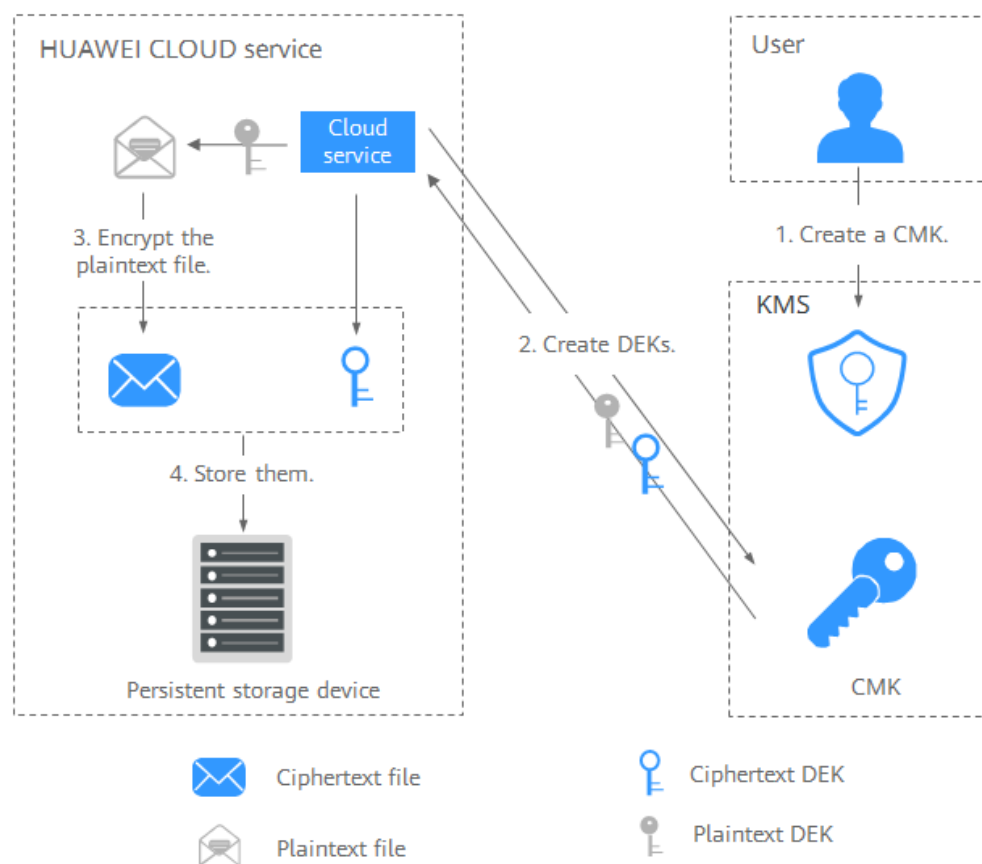 HUAWEI CLOUD service
User
Cloud
service
3. Encrypt the
plaintext file.
1. Create a CMK.
KMS
2. Create DEKs.
4. Store them.
Persistent storage device
CMK
Ciphertext file
Ciphertext DEK
Plaintext file
Plaintext DEK